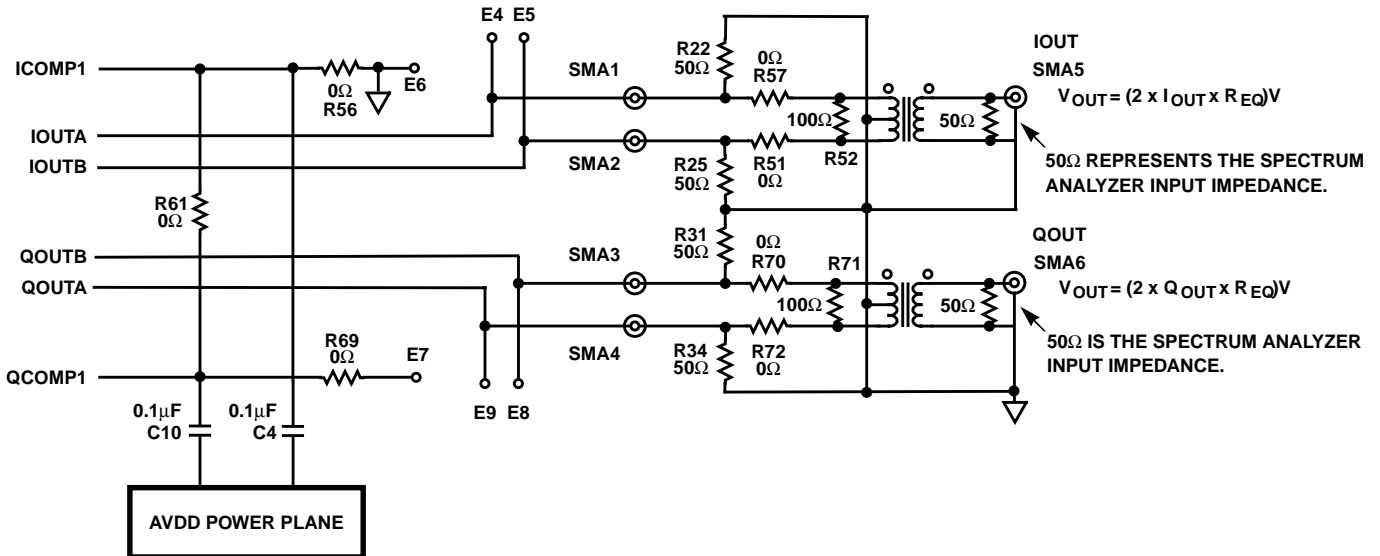 E4 E5
ICOMP1
0Ω
R56
E6
IOUTA
IOUTB
SMA1
SMA2
R22
50Ω
0Ω
R57
R25
50Ω
R51
0Ω
100Ω
R52
50Ω
IOUT
SMA5
VOUT = (2 x IOUT x REQ)V
50Ω REPRESENTS THE SPECTRUM
ANALYZER INPUT IMPEDANCE.
R61
0Ω
QOUTB
QOUTA
SMA3
SMA4
R31
50Ω
0Ω
R70
R71
100Ω
R34
50Ω
R72
0Ω
50Ω
QOUT
SMA6
VOUT = (2 x QOUT x REQ)V
50Ω IS THE SPECTRUM ANALYZER
INPUT IMPEDANCE.
QCOMP1
R69
0Ω
E7
E9 E8
0.1μF
C10
0.1μF
C4
AVDD POWER PLANE